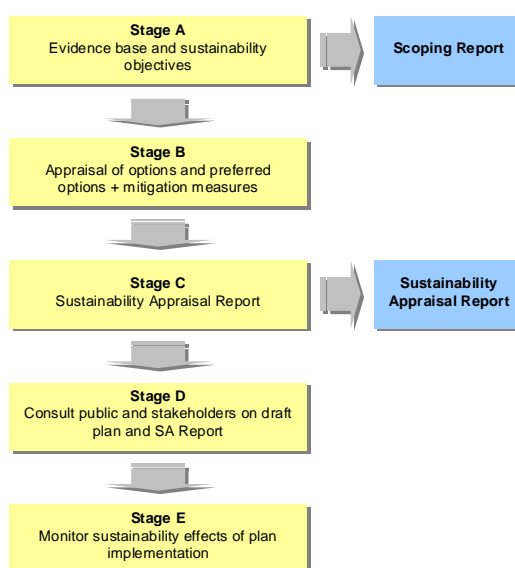 Stage A
Evidence base and sustainability
objectives
Scoping Report
Stage B
Appraisal of options and preferred
options + mitigation measures
Stage C
Sustainability Appraisal Report
Sustainability
Appraisal Report
Stage D
Consult public and stakeholders on draft
plan and SA Report
Stage E
Monitor sustainability effects of plan
implementation